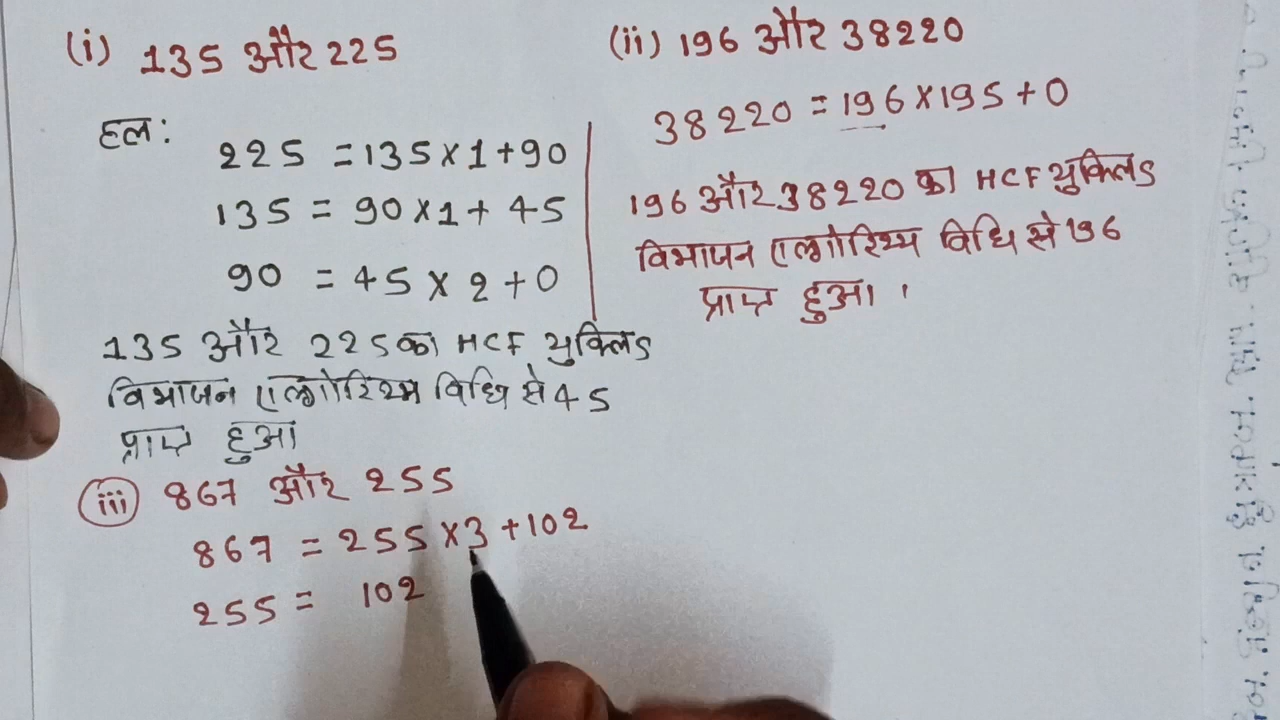 (i) 135 और 225
हल:
225 = 135 × 1 + 90
135 = 90 × 1 + 45
90 = 45 × 2 + 0
135 और 225 का HCF युक्लिड
विभाजन एल्गोरिथ्म विधि से 45
प्राप्त हुआ
(ii) 196 और 38220
38220 = 196 × 195 + 0
196 और 38220 का HCF युक्लिड
विभाजन एल्गोरिथ्म विधि से 196
प्राप्त हुआ ।
(iii) 867 और 255
867 = 255 × 3 + 102
255 = 102